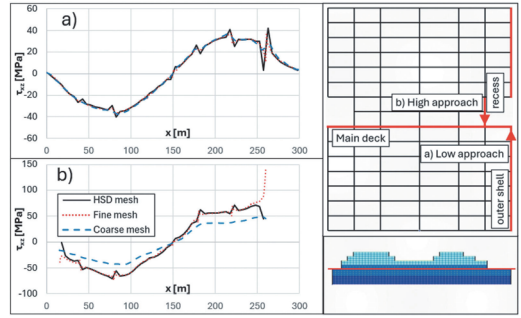 a)
τxz [MPa]
60
40
20
0
-20
-40
-60
0 50 100 150 200 250 300
x [m]
b)
τxz [MPa]
150
100
50
0
-50
-100
HSD mesh
Fine mesh
Coarse mesh
0 50 100 150 200 250 300
x [m]
recess
b) High approach
Main deck
a) Low approach
outer shell